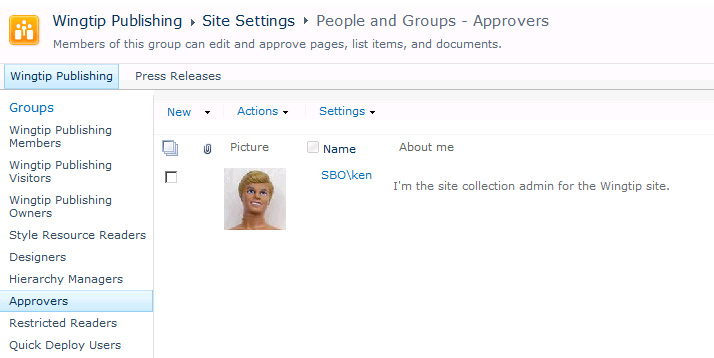 Wingtip Publishing ▸ Site Settings ▸ People and Groups - Approvers
Members of this group can edit and approve pages, list items, and documents.
Wingtip Publishing Press Releases
Groups
Wingtip Publishing
Members
Wingtip Publishing
Visitors
Wingtip Publishing
Owners
Style Resource Readers
Designers
Hierarchy Managers
Approvers
Restricted Readers
Quick Deploy Users
New Actions Settings
Picture Name About me
SBO\ken
I'm the site collection admin for the Wingtip site.